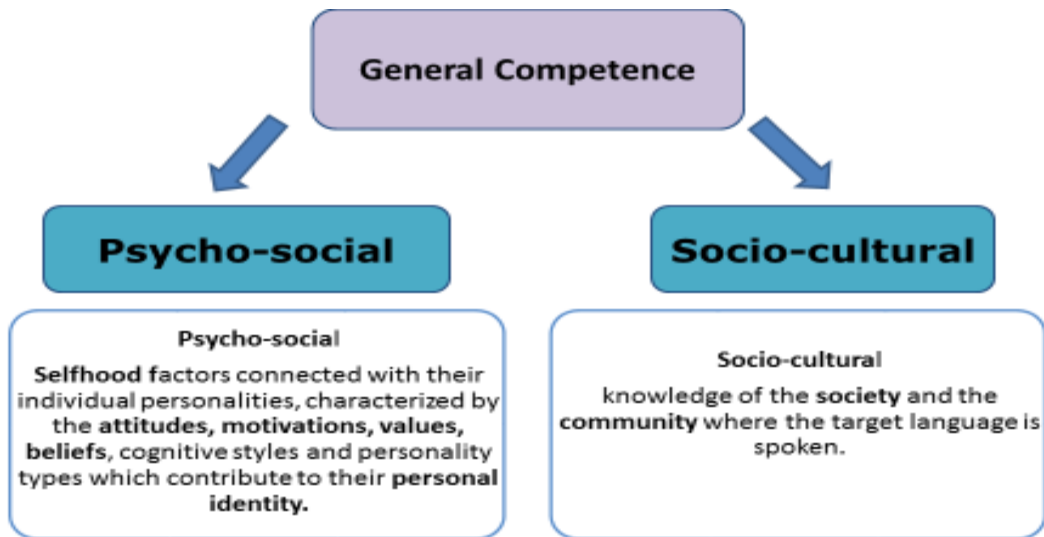 General Competence
Psycho-social
Socio-cultural
Psycho-social
Selfhood factors connected with their
individual personalities, characterized by
the attitudes, motivations, values,
beliefs, cognitive styles and personality
types which contribute to their personal
identity.
Socio-cultural
knowledge of the society and the
community where the target language is
spoken.